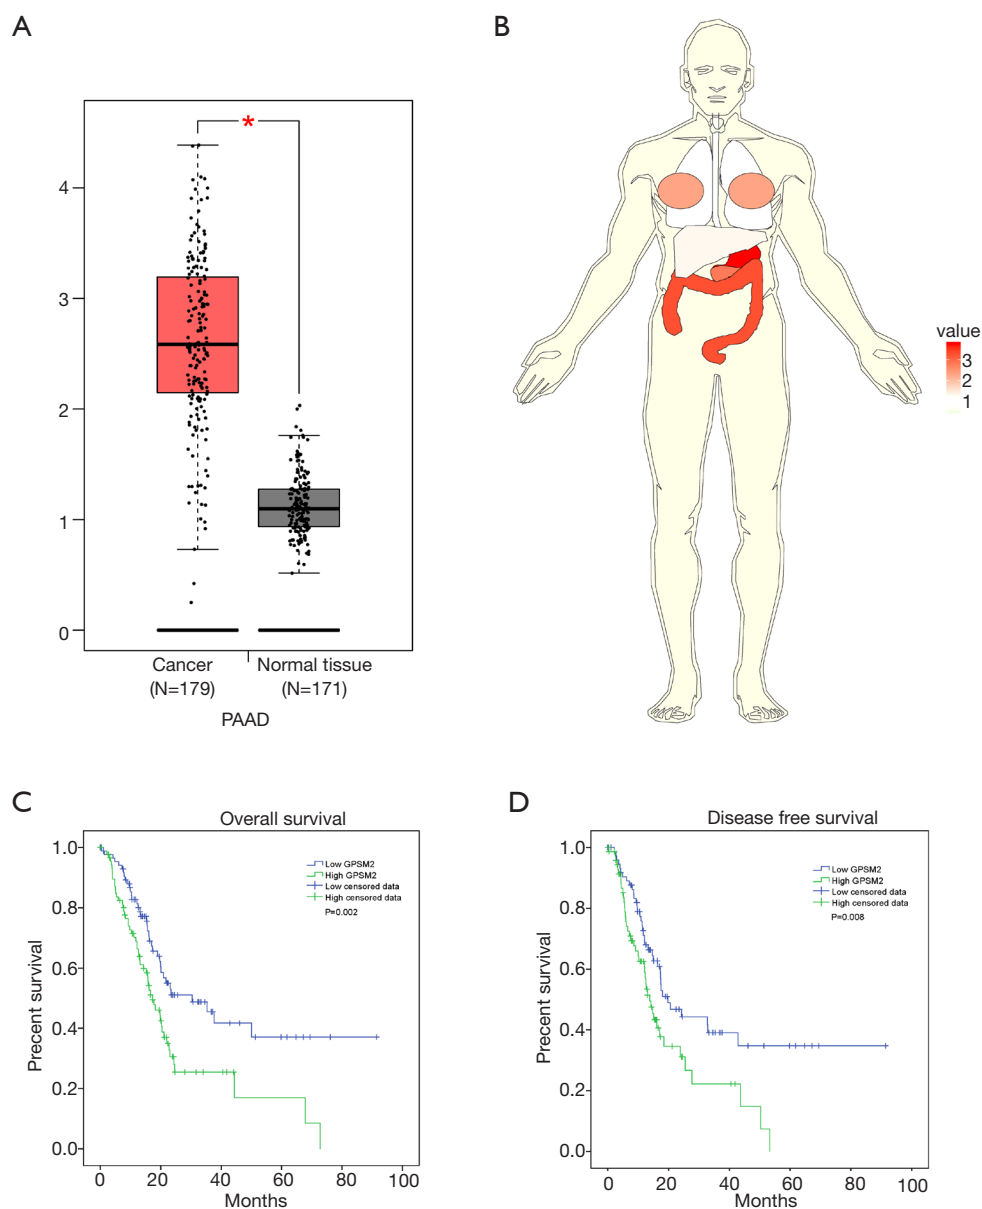 A
4
3
2
1
0
*
Cancer
(N=179)
Normal tissue
(N=171)
PAAD
B
value
3
2
1
C
Overall survival
1.0
0.8
0.6
0.4
0.2
0.0
Precent survival
Low GPSM2
High GPSM2
Low censored data
High censored data
P=0.002
0 20 40 60 80 100
Months
D
Disease free survival
1.0
0.8
0.6
0.4
0.2
0.0
Precent survival
Low GPSM2
High GPSM2
Low censored data
High censored data
P=0.008
0 20 40 60 80 100
Months